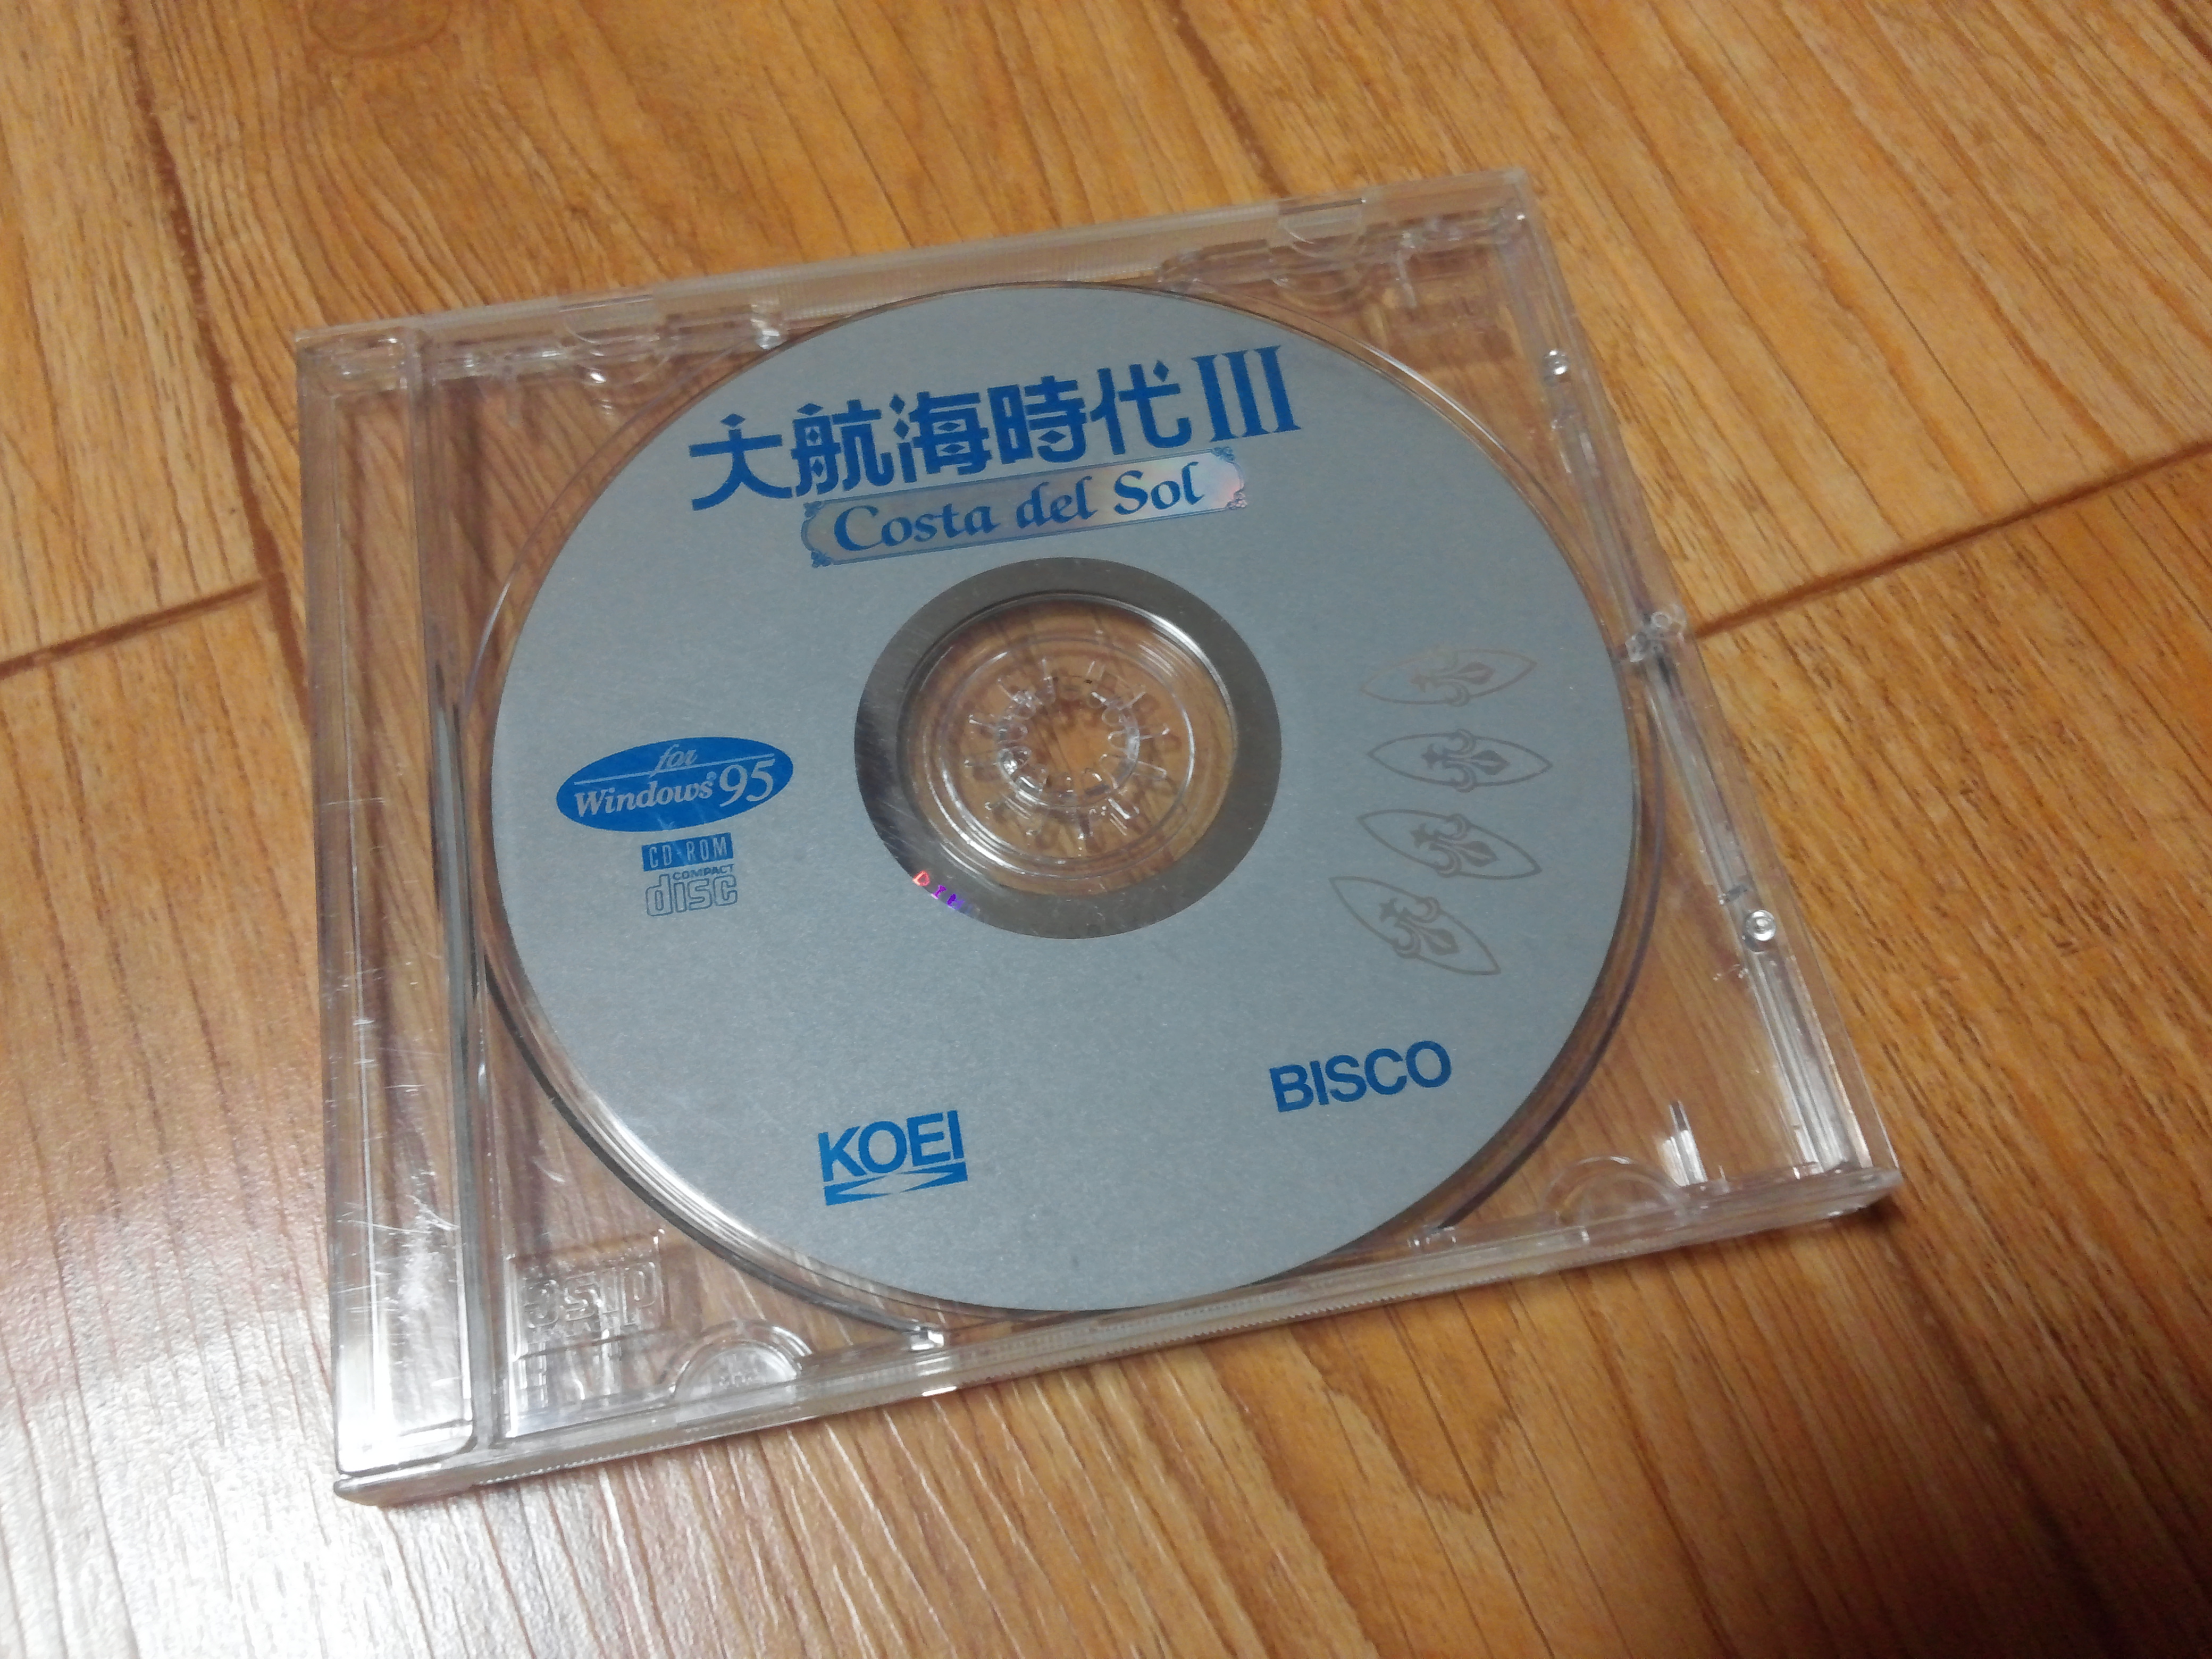 大航海時代III
Costa del Sol
for
Windows®95
CD-ROM
COMPACT
disc
KOEI
BISCO
disc